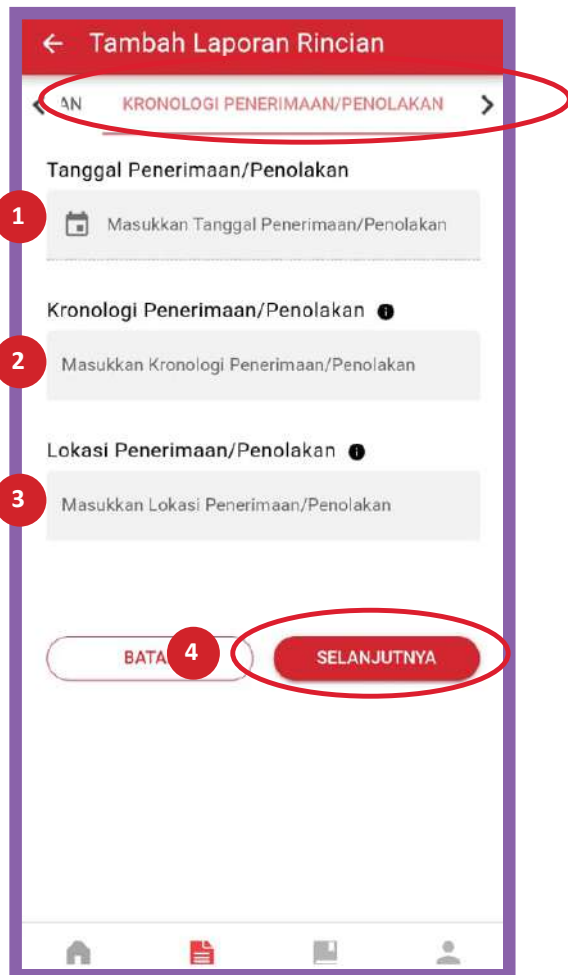 Tambah Laporan Rincian
AN KRONOLOGI PENERIMAAN/PENOLAKAN
Tanggal Penerimaan/Penolakan
1
Masukkan Tanggal Penerimaan/Penolakan
Kronologi Penerimaan/Penolakan
2
Masukkan Kronologi Penerimaan/Penolakan
Lokasi Penerimaan/Penolakan
3
Masukkan Lokasi Penerimaan/Penolakan
BATA 4 SELANJUTNYA